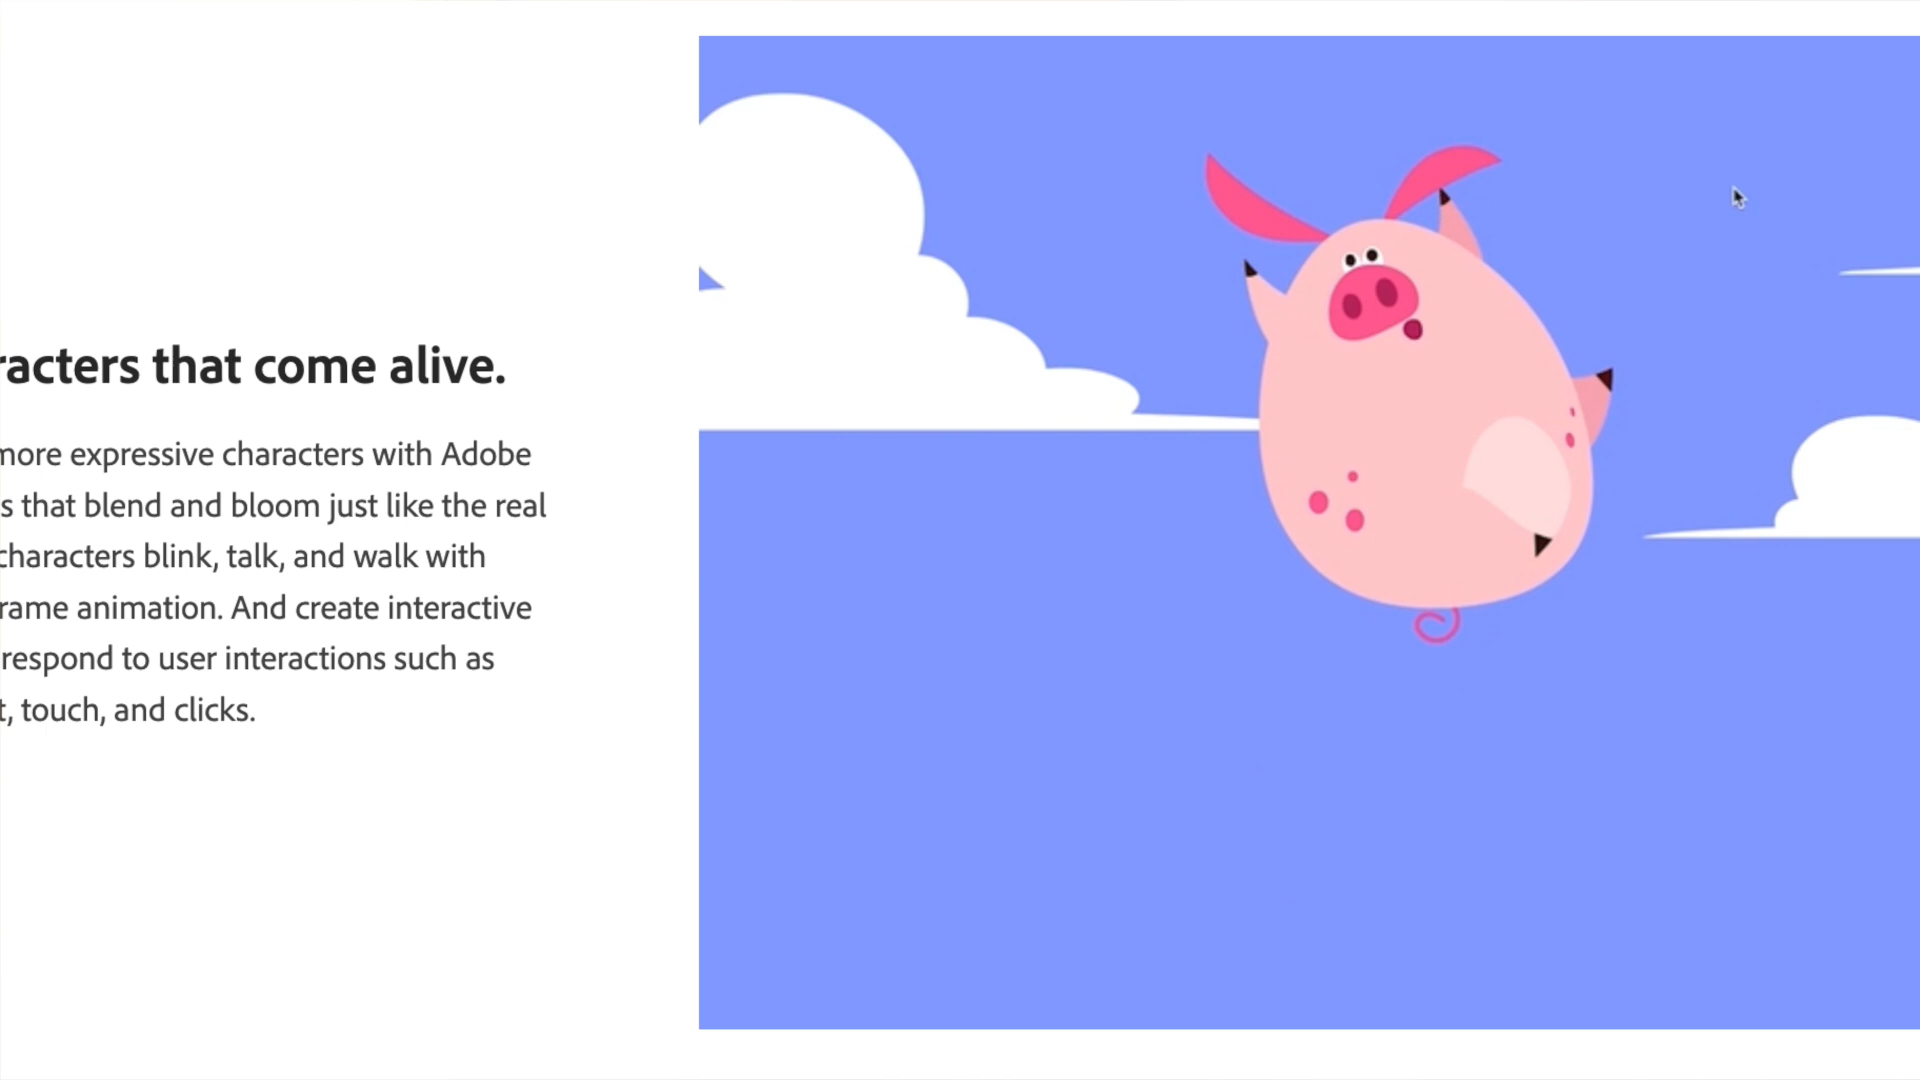 racters that come alive.
more expressive characters with Adobe
s that blend and bloom just like the real
characters blink, talk, and walk with
rame animation. And create interactive
respond to user interactions such as
t, touch, and clicks.